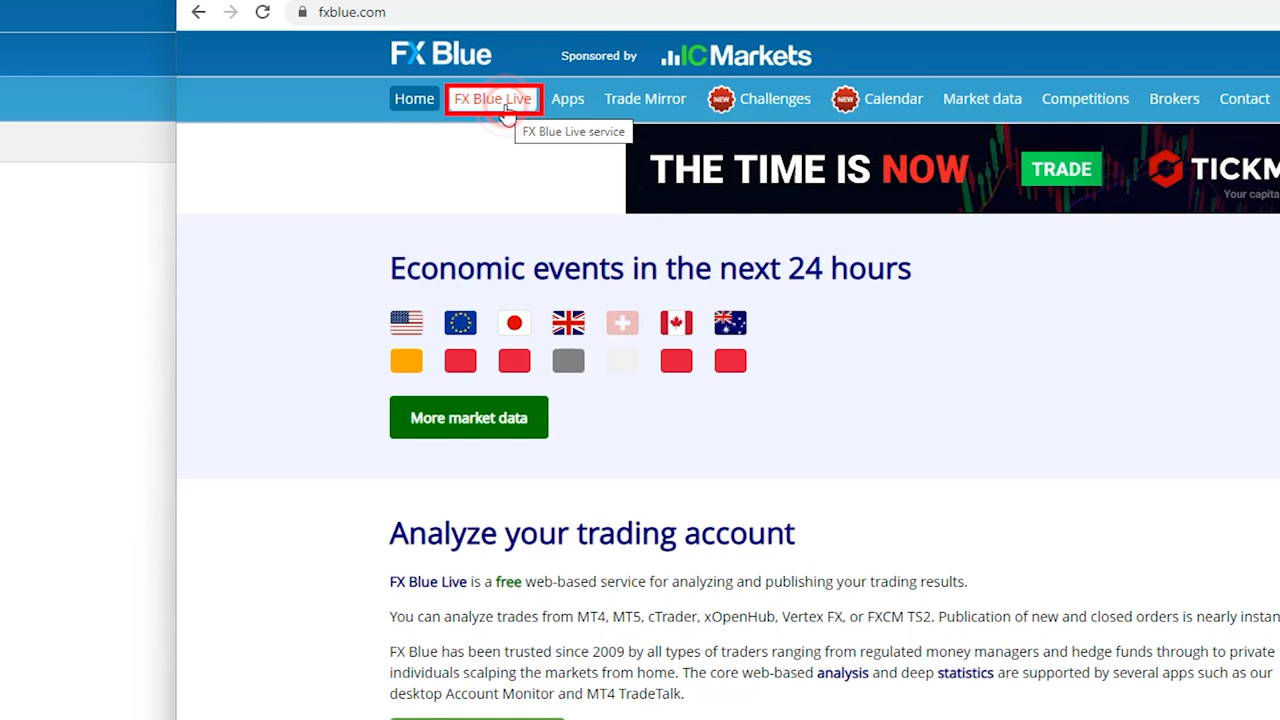 fxblue.com
FX Blue
Sponsored by
ICMarkets
Home FX Blue Live Apps Trade Mirror NEW Challenges NEW Calendar Market data Competitions Brokers Contact
FX Blue Live service
THE TIME IS NOW TRADE TICKM
Your capita
Economic events in the next 24 hours
More market data
Analyze your trading account
FX Blue Live is a free web-based service for analyzing and publishing your trading results.
You can analyze trades from MT4, MT5, cTrader, xOpenHub, Vertex FX, or FXCM TS2. Publication of new and closed orders is nearly instan
FX Blue has been trusted since 2009 by all types of traders ranging from regulated money managers and hedge funds through to private
individuals scalping the markets from home. The core web-based analysis and deep statistics are supported by several apps such as our
desktop Account Monitor and MT4 TradeTalk.